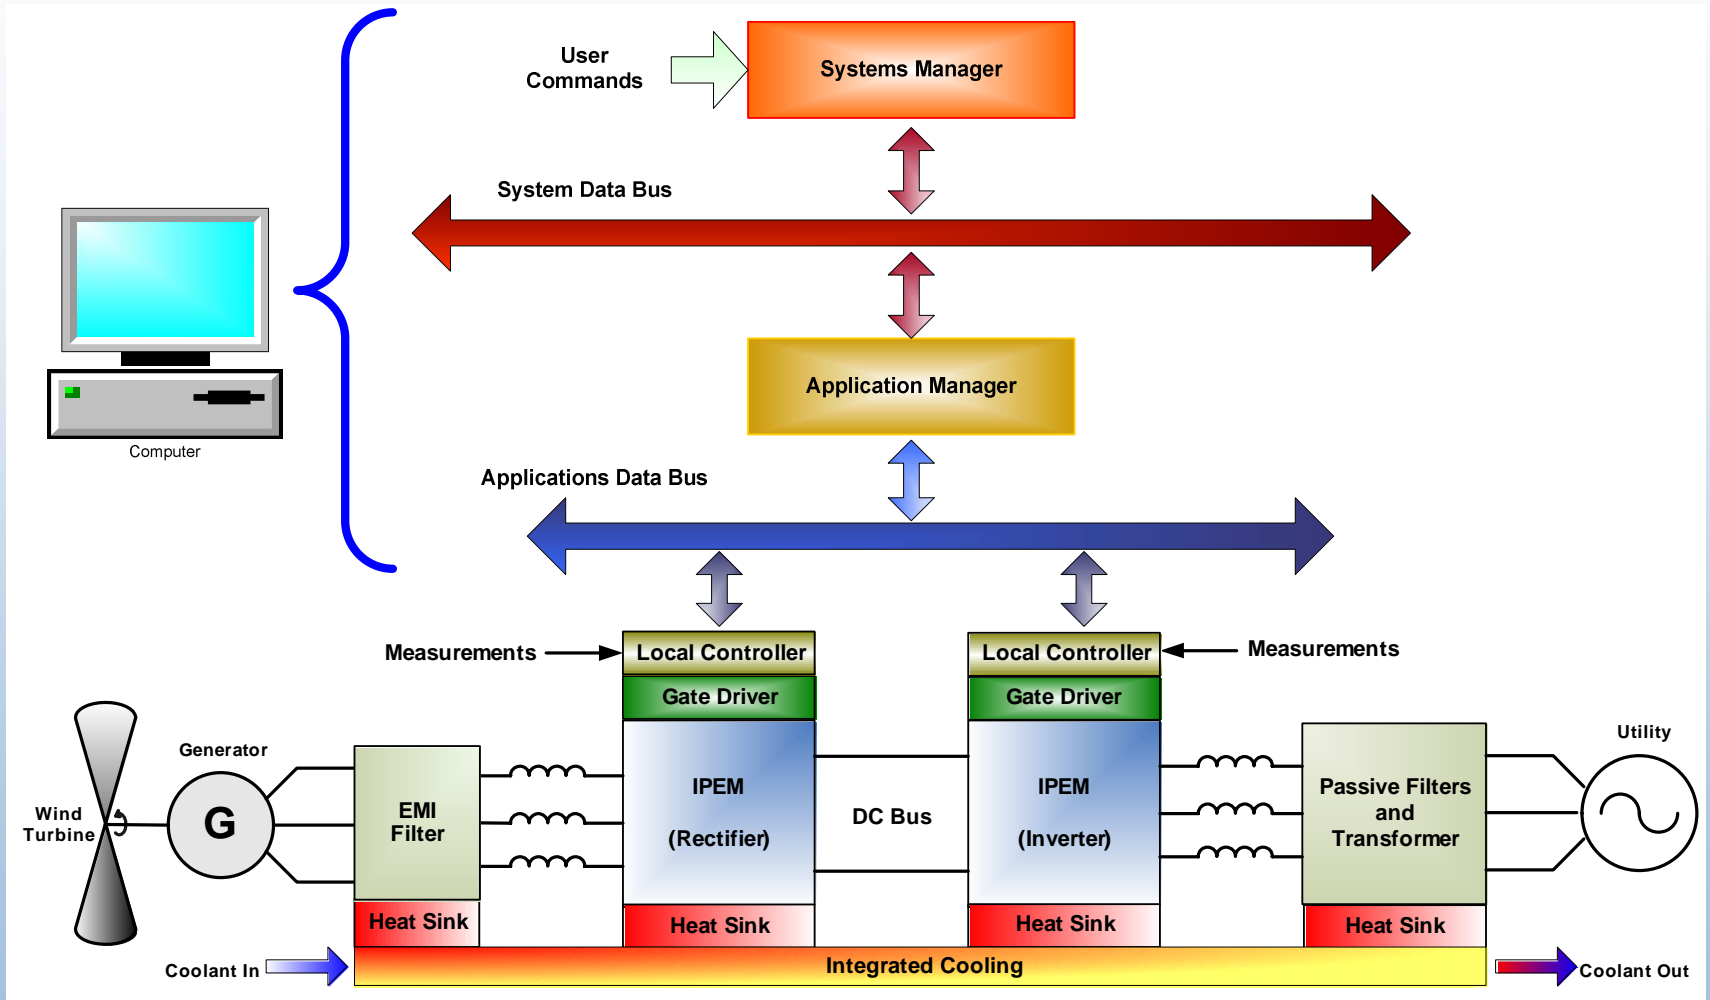 User
Commands
Systems Manager
System Data Bus
Application Manager
Computer
Applications Data Bus
Measurements
Local Controller
Local Controller
Measurements
Gate Driver
Gate Driver
Wind
Turbine
Generator
G
EMI
Filter
IPEM
(Rectifier)
DC Bus
IPEM
(Inverter)
Passive Filters
and
Transformer
Utility
Heat Sink
Heat Sink
Heat Sink
Heat Sink
Coolant In
Integrated Cooling
Coolant Out